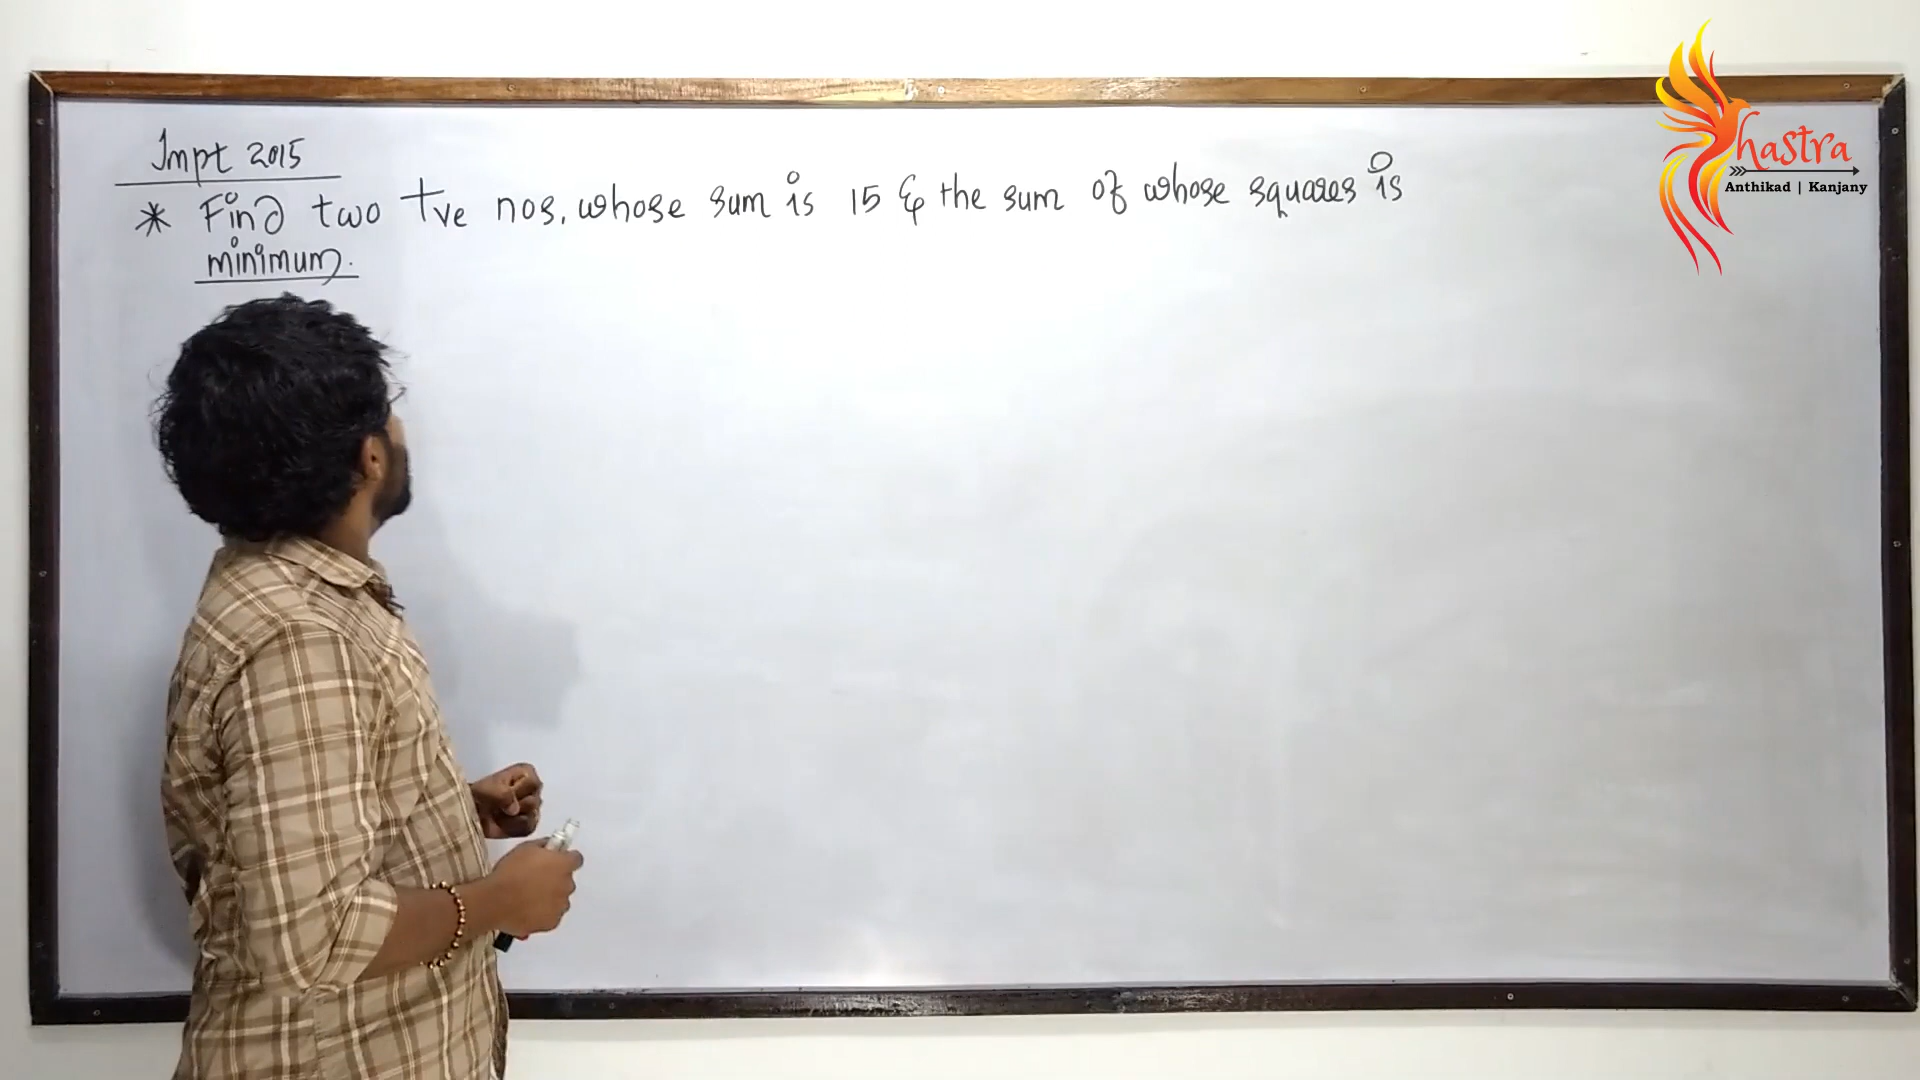 Impt 2015
* Find two +ve nos. whose sum is 15 & the sum of whose squares is
minimum.
Shastra
Anthikad | Kanjany